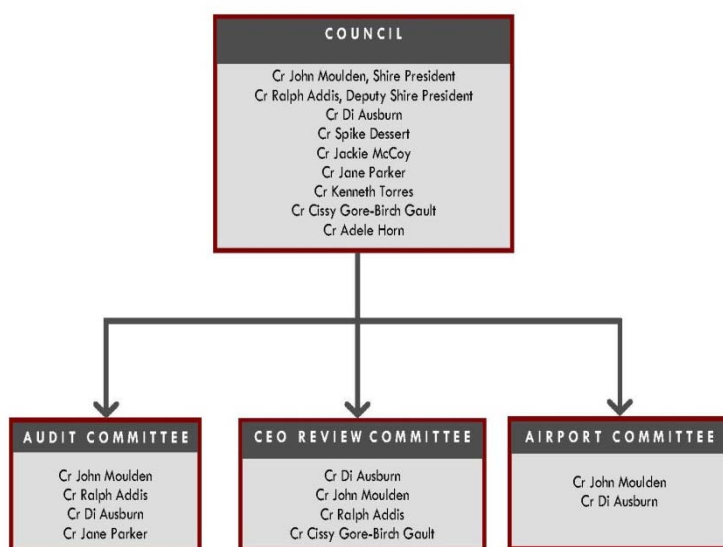 COUNCIL
Cr John Moulden, Shire President
Cr Ralph Addis, Deputy Shire President
Cr Di Ausburn
Cr Spike Dessert
Cr Jackie McCoy
Cr Jane Parker
Cr Kenneth Torres
Cr Cissy Gore-Birch Gault
Cr Adele Horn
AUDIT COMMITTEE
Cr John Moulden
Cr Ralph Addis
Cr Di Ausburn
Cr Jane Parker
CEO REVIEW COMMITTEE
Cr Di Ausburn
Cr John Moulden
Cr Ralph Addis
Cr Cissy Gore-Birch Gault
AIRPORT COMMITTEE
Cr John Moulden
Cr Di Ausburn